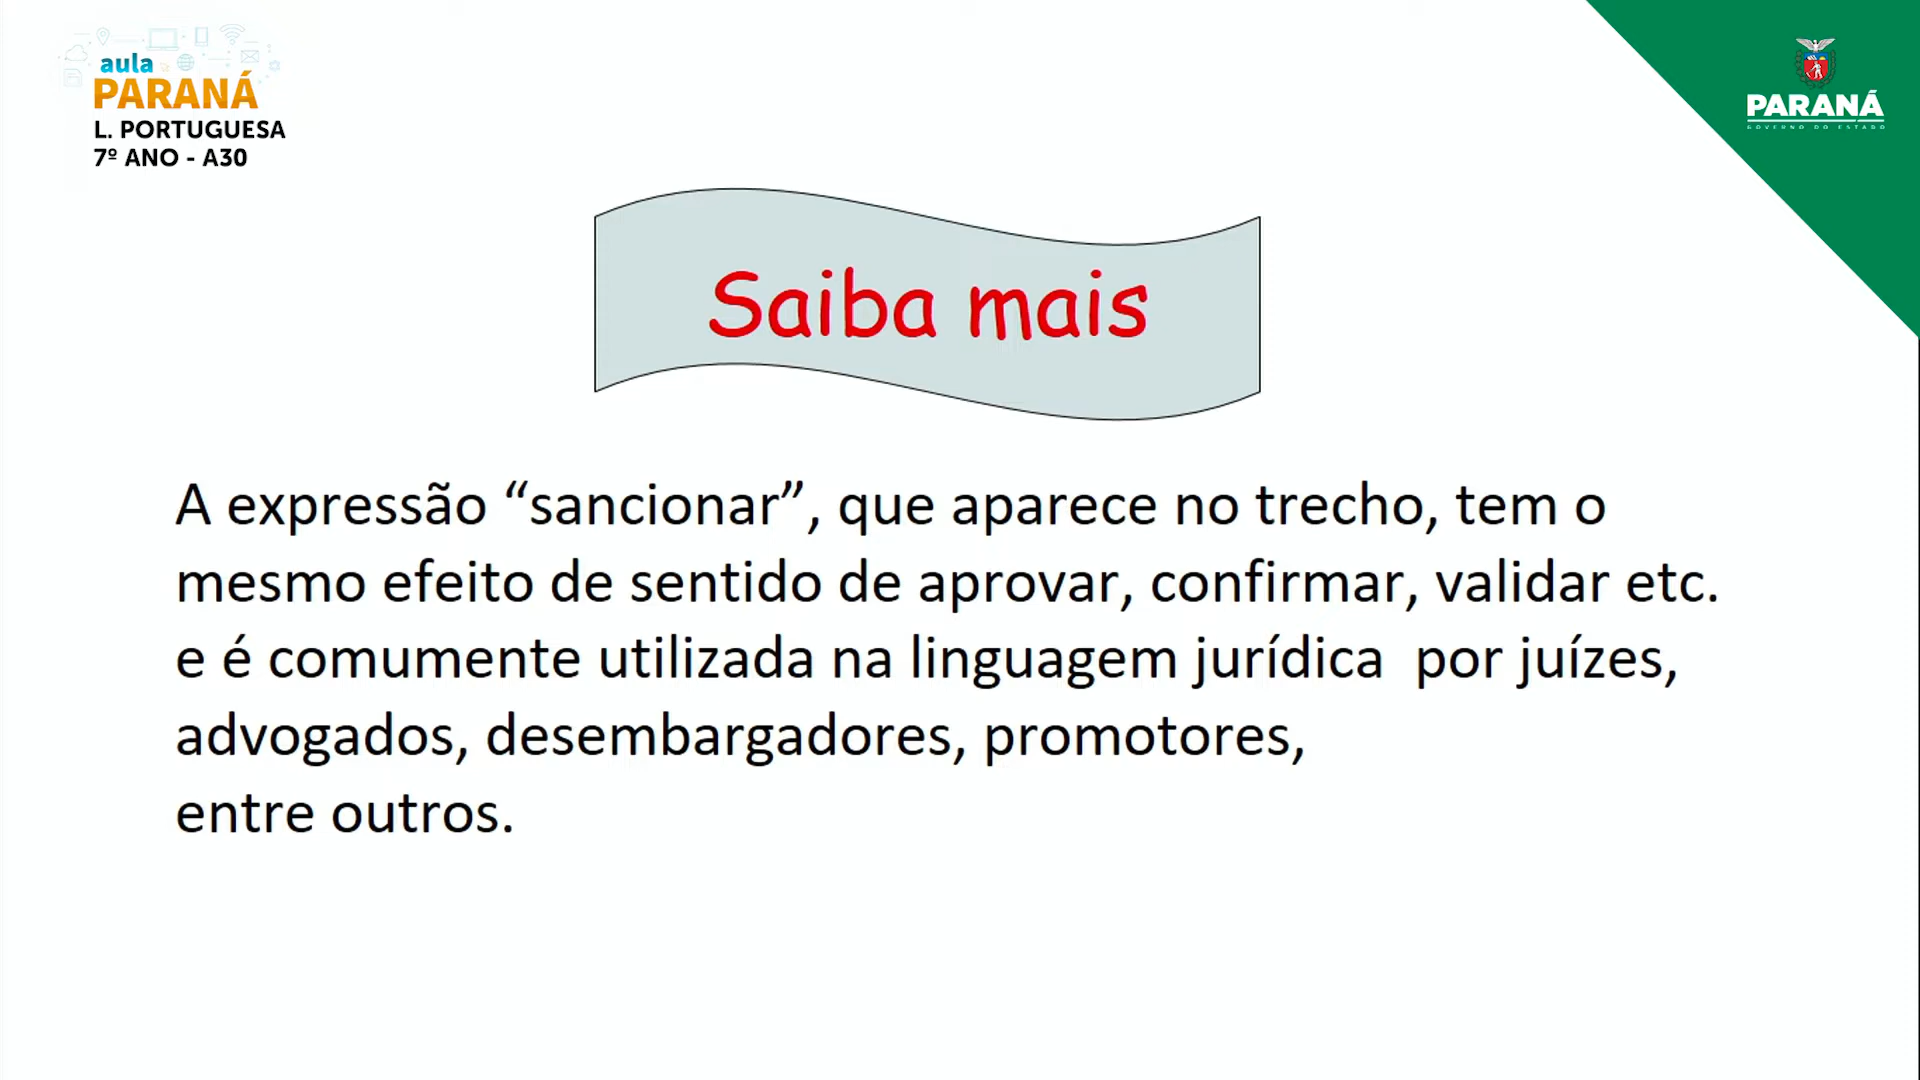 aula
PARANÁ
L. PORTUGUESA
7º ANO - A30
PARANÁ
GOVERNO DO ESTADO
Saiba mais
A expressão “sancionar”, que aparece no trecho, tem o
mesmo efeito de sentido de aprovar, confirmar, validar etc.
e é comumente utilizada na linguagem jurídica  por juízes,
advogados, desembargadores, promotores,
entre outros.